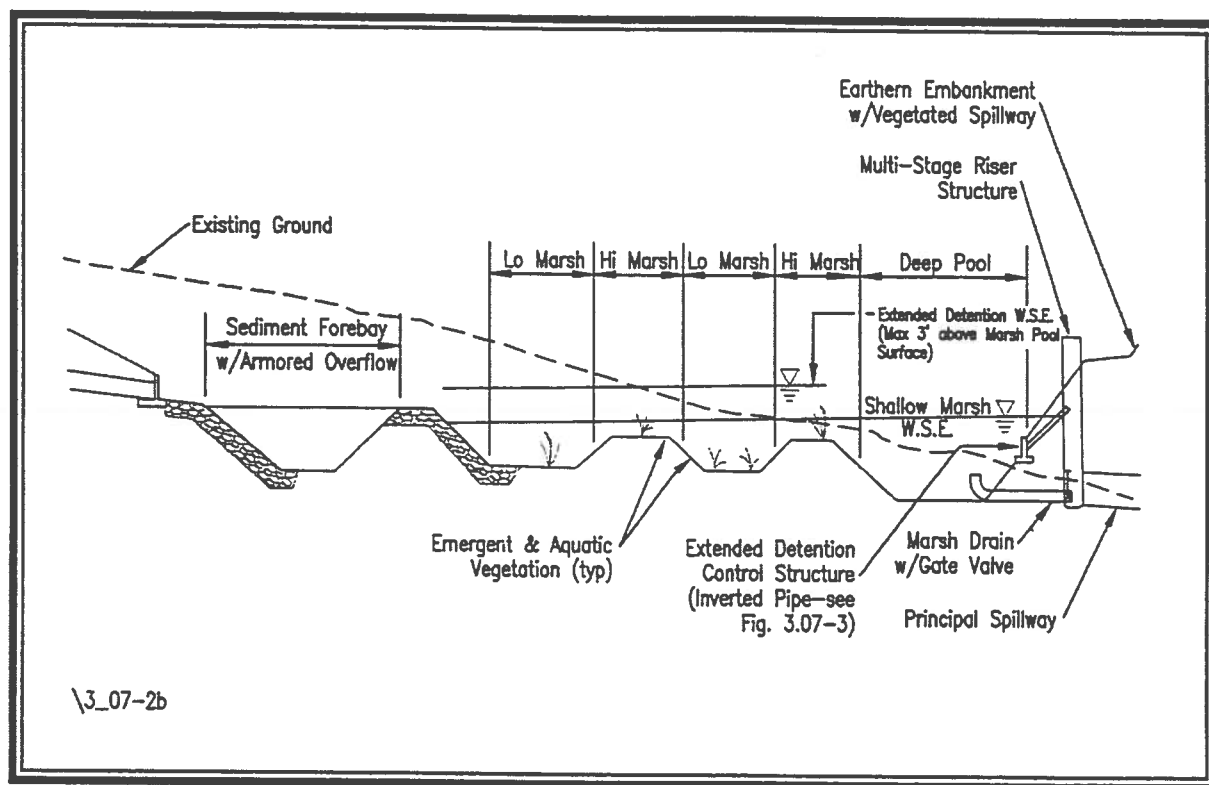 Earthern Embankment
w/Vegetated Spillway
Multi-Stage Riser
Structure
Existing Ground
Lo Marsh
Hi Marsh
Lo Marsh
Hi Marsh
Deep Pool
Extended Detention W.S.E.
(Max 3' above Marsh Pool
Surface)
Sediment Forebay
w/Armored Overflow
Shallow Marsh
W.S.E.
Emergent & Aquatic
Vegetation (typ)
Extended Detention
Control Structure
(Inverted Pipe-see
Fig. 3.07-3)
Marsh Drain
w/Gate Valve
Principal Spillway
\3_07-2b